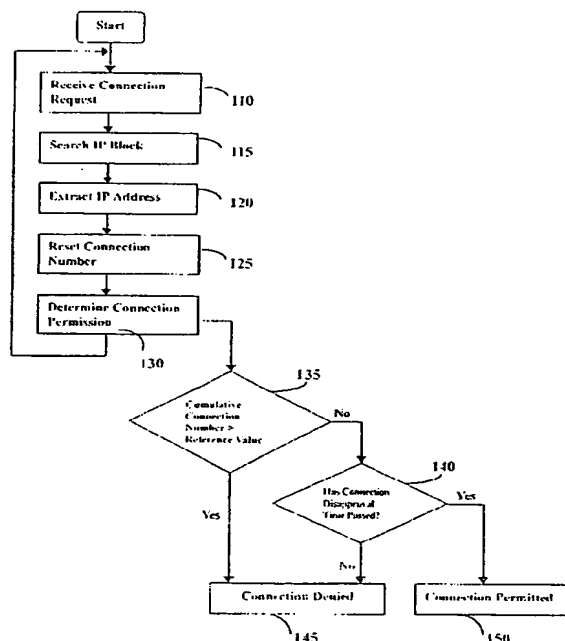 Start
Receive Connection
Request
110
Search IP Block
115
Extract IP Address
120
Reset Connection
Number
125
Determine Connection
Permission
130
135
Cumulative
Connection
Number >
Reference Value
No
140
Has Connection
Disapproval
Time Passed?
Yes
Yes
No
Connection Denied
Connection Permitted
145
150